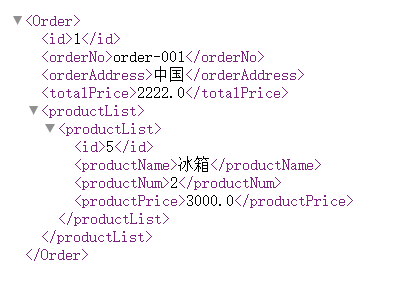 <Order>
<id>1</id>
<orderNo>order-001</orderNo>
<orderAddress>中国</orderAddress>
<totalPrice>2222.0</totalPrice>
<productList>
<productList>
<id>5</id>
<productName>冰箱</productName>
<productNum>2</productNum>
<productPrice>3000.0</productPrice>
</productList>
</productList>
</Order>